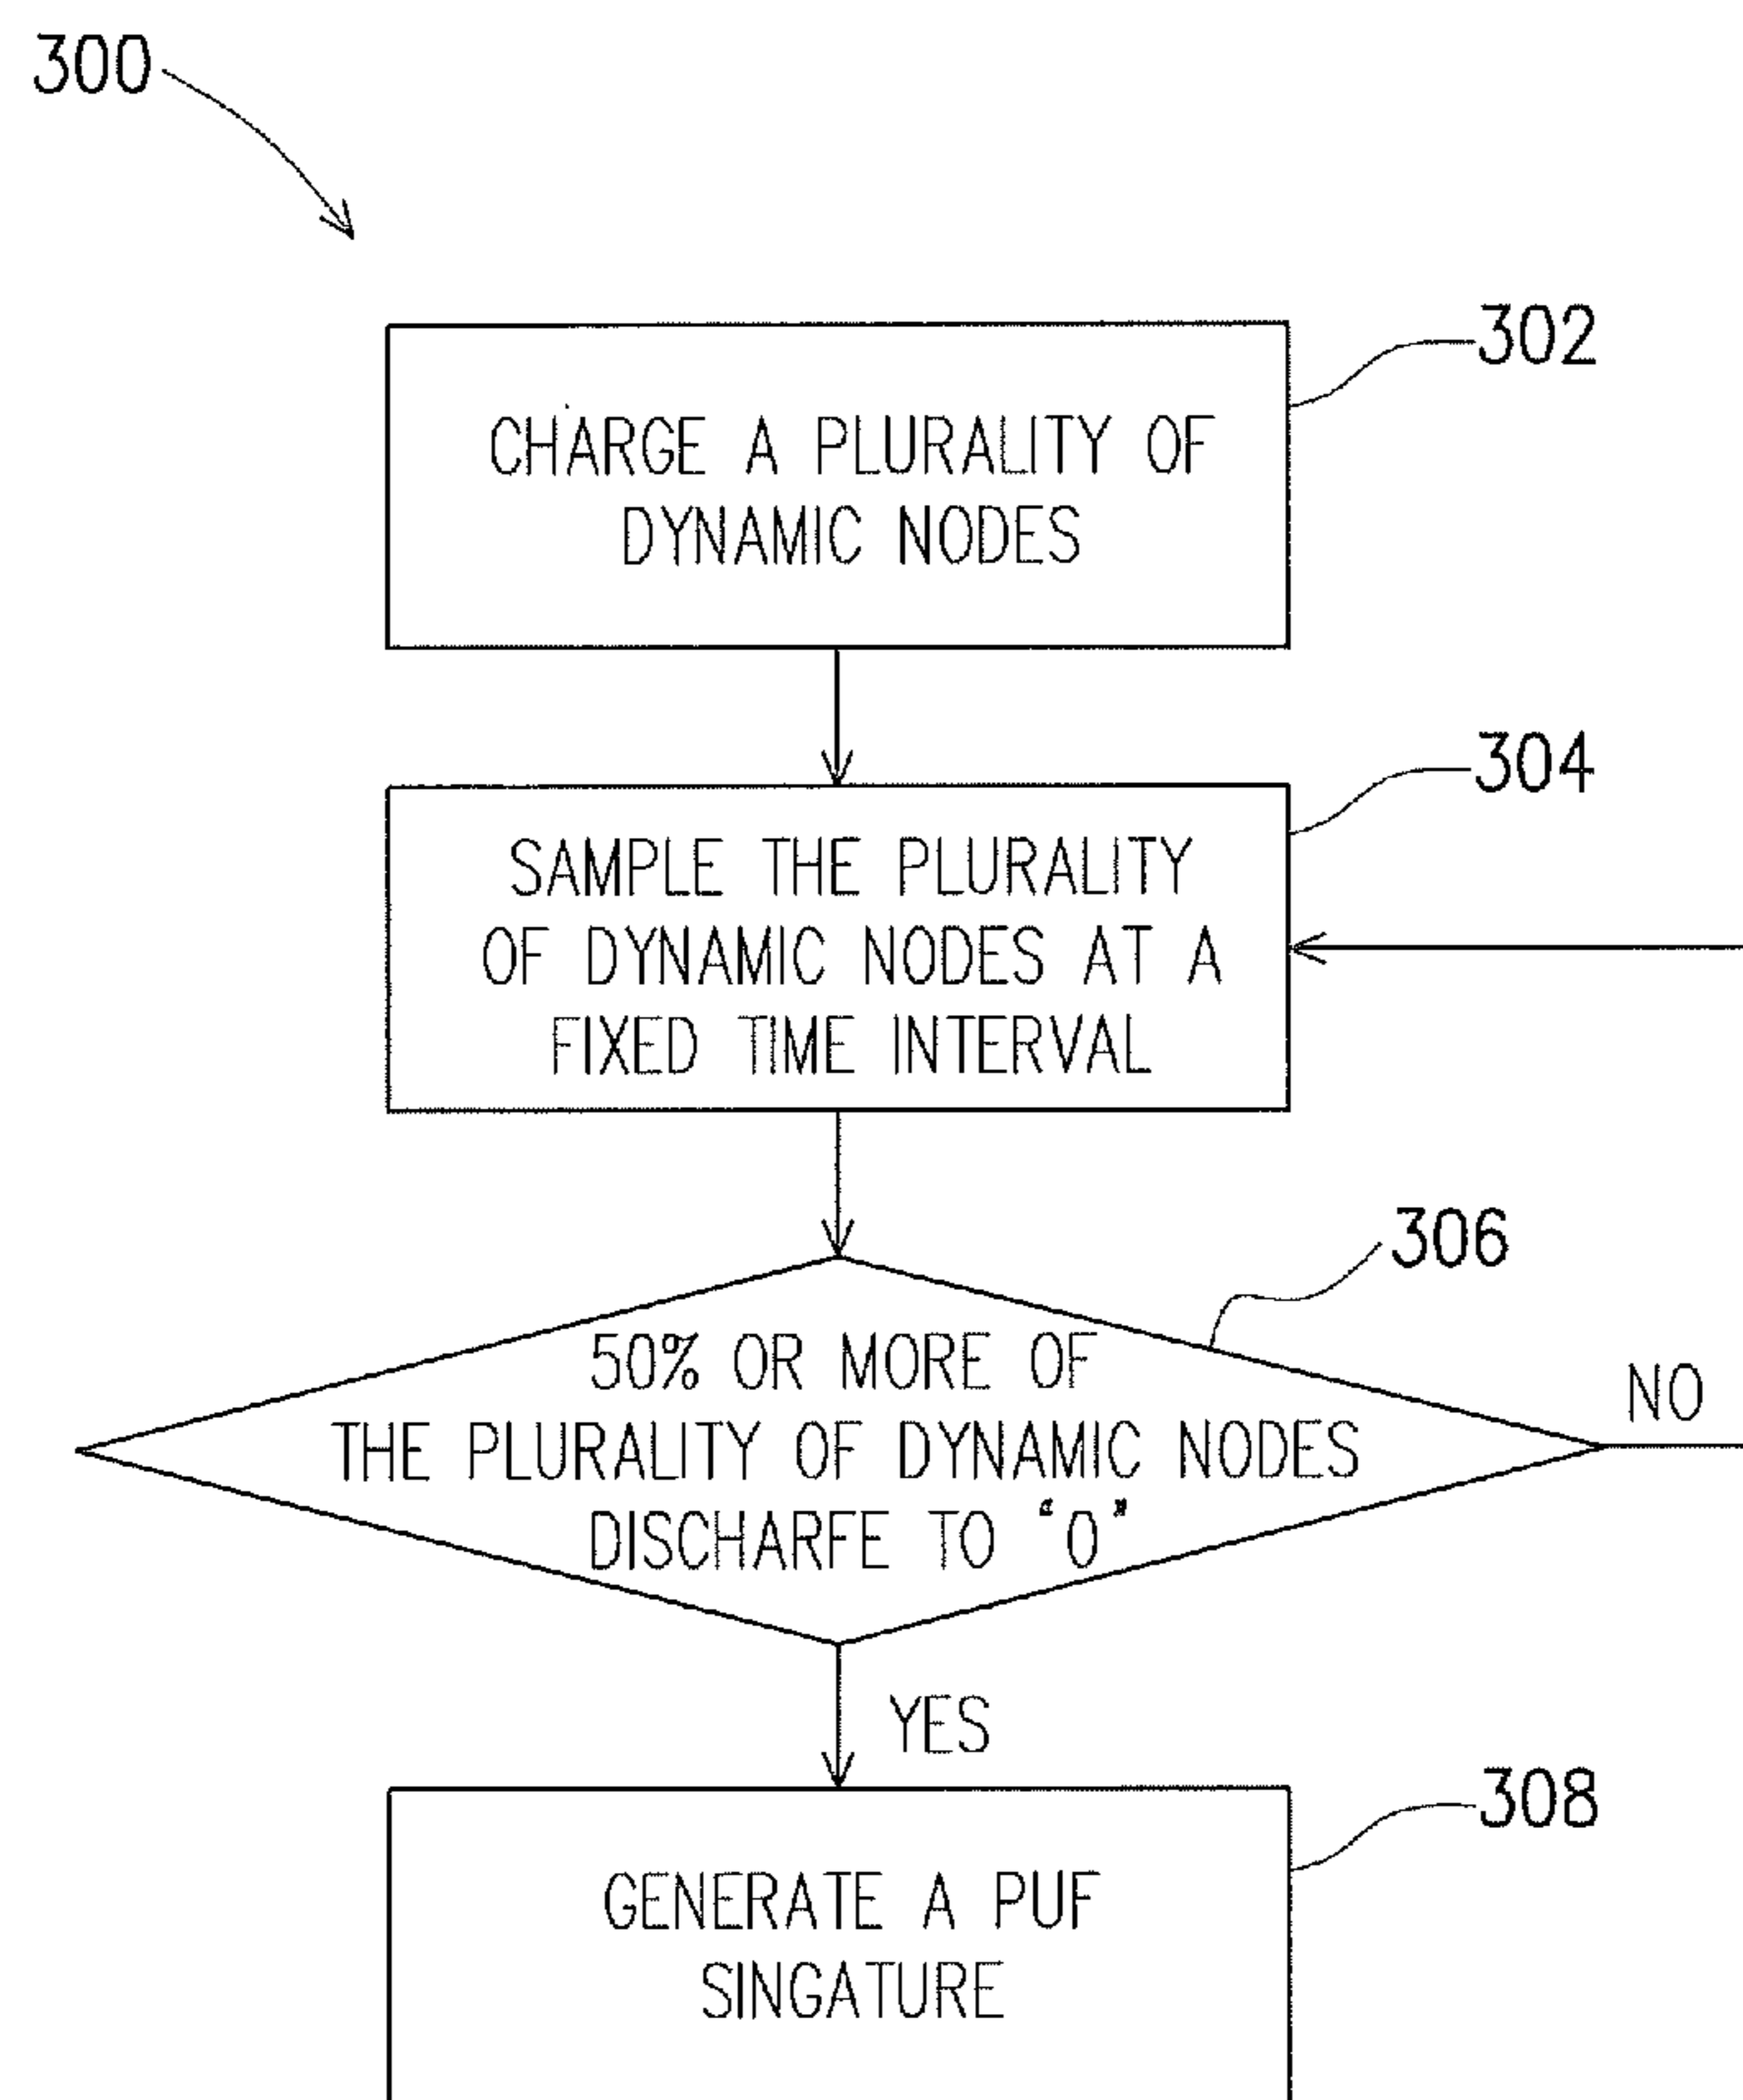 300
302
CHARGE A PLURALITY OF
DYNAMIC NODES
304
SAMPLE THE PLURALITY
OF DYNAMIC NODES AT A
FIXED TIME INTERVAL
306
50% OR MORE OF
THE PLURALITY OF DYNAMIC NODES
DISCHARFE TO "0"
NO
YES
308
GENERATE A PUF
SINGATURE